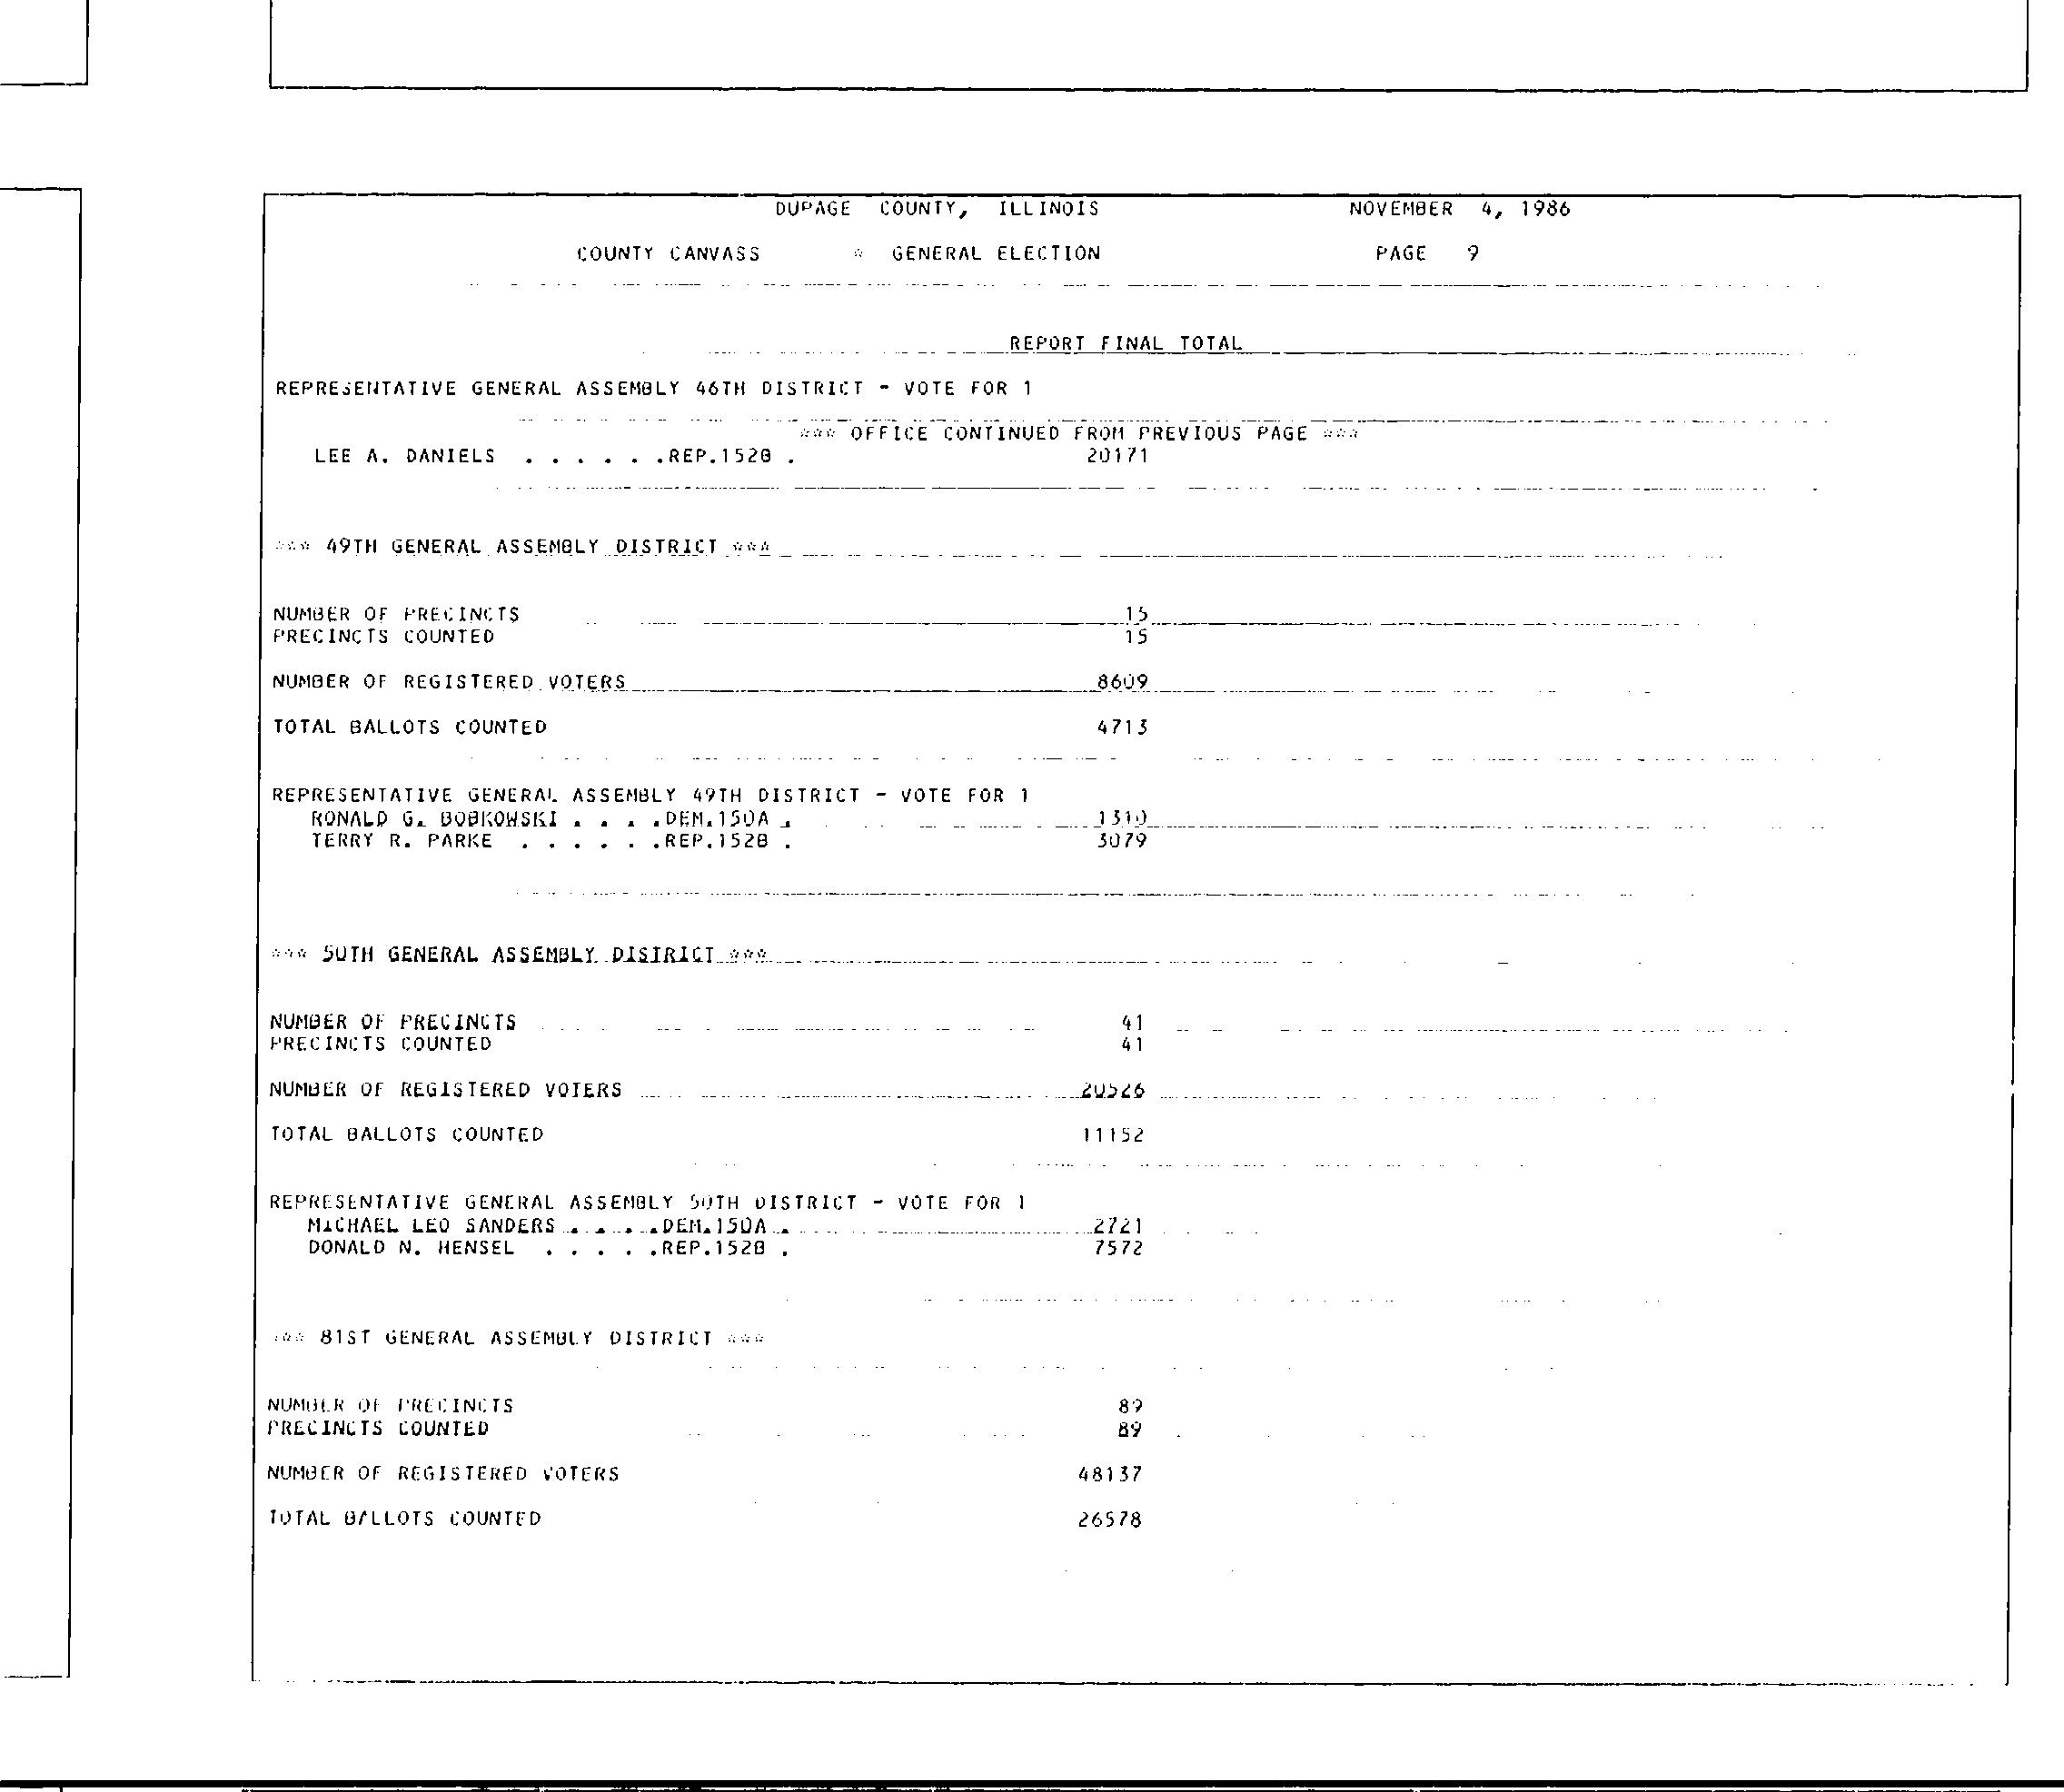 DUPAGE COUNTY, ILLINOIS NOVEMBER 4, 1986
COUNTY CANVASS * GENERAL ELECTION PAGE 9
REPORT FINAL TOTAL
REPRESENTATIVE GENERAL ASSEMBLY 46TH DISTRICT - VOTE FOR 1
*** OFFICE CONTINUED FROM PREVIOUS PAGE ***
LEE A. DANIELS . . . . . .REP.152B . 20171
*** 49TH GENERAL ASSEMBLY DISTRICT ***
NUMBER OF PRECINCTS 15
PRECINCTS COUNTED 15
NUMBER OF REGISTERED VOTERS 8609
TOTAL BALLOTS COUNTED 4713
REPRESENTATIVE GENERAL ASSEMBLY 49TH DISTRICT - VOTE FOR 1
RONALD G. BOBKOWSKI . . . .DEM.150A . 1310
TERRY R. PARKE . . . . . .REP.152B . 3079
*** 50TH GENERAL ASSEMBLY DISTRICT ***
NUMBER OF PRECINCTS 41
PRECINCTS COUNTED 41
NUMBER OF REGISTERED VOTERS 20526
TOTAL BALLOTS COUNTED 11152
REPRESENTATIVE GENERAL ASSEMBLY 50TH DISTRICT - VOTE FOR 1
MICHAEL LEO SANDERS . . . .DEM.150A . 2721
DONALD N. HENSEL . . . . .REP.152B . 7572
*** 81ST GENERAL ASSEMBLY DISTRICT ***
NUMBER OF PRECINCTS 89
PRECINCTS COUNTED 89
NUMBER OF REGISTERED VOTERS 48137
TOTAL BALLOTS COUNTED 26578